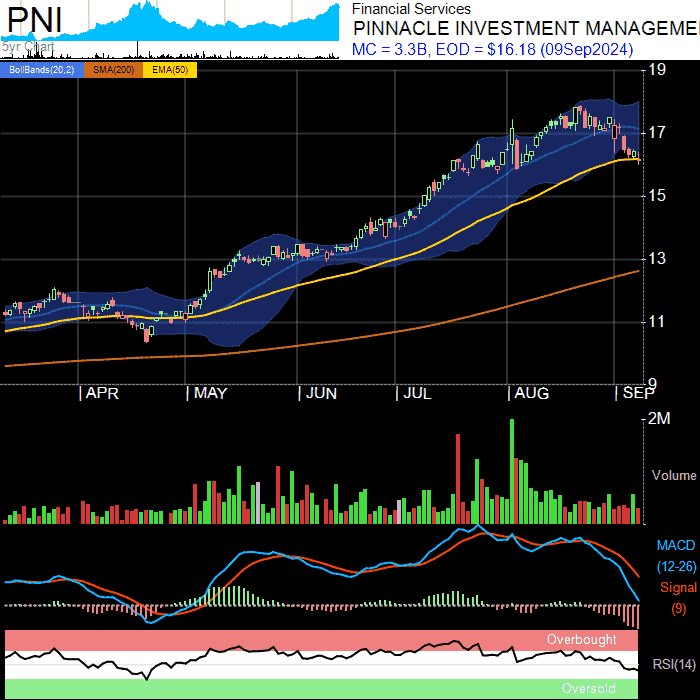 PNI
Financial Services
PINNACLE INVESTMENT MANAGEME
5yr Chart
MC = 3.3B, EOD = $16.18 (09Sep2024)
BollBands(20,2) SMA(200) EMA(50)
19
17
15
13
11
9
APR MAY JUN JUL AUG SEP
2M
Volume
MACD
(12-26)
Signal
(9)
Overbought
RSI(14)
Oversold